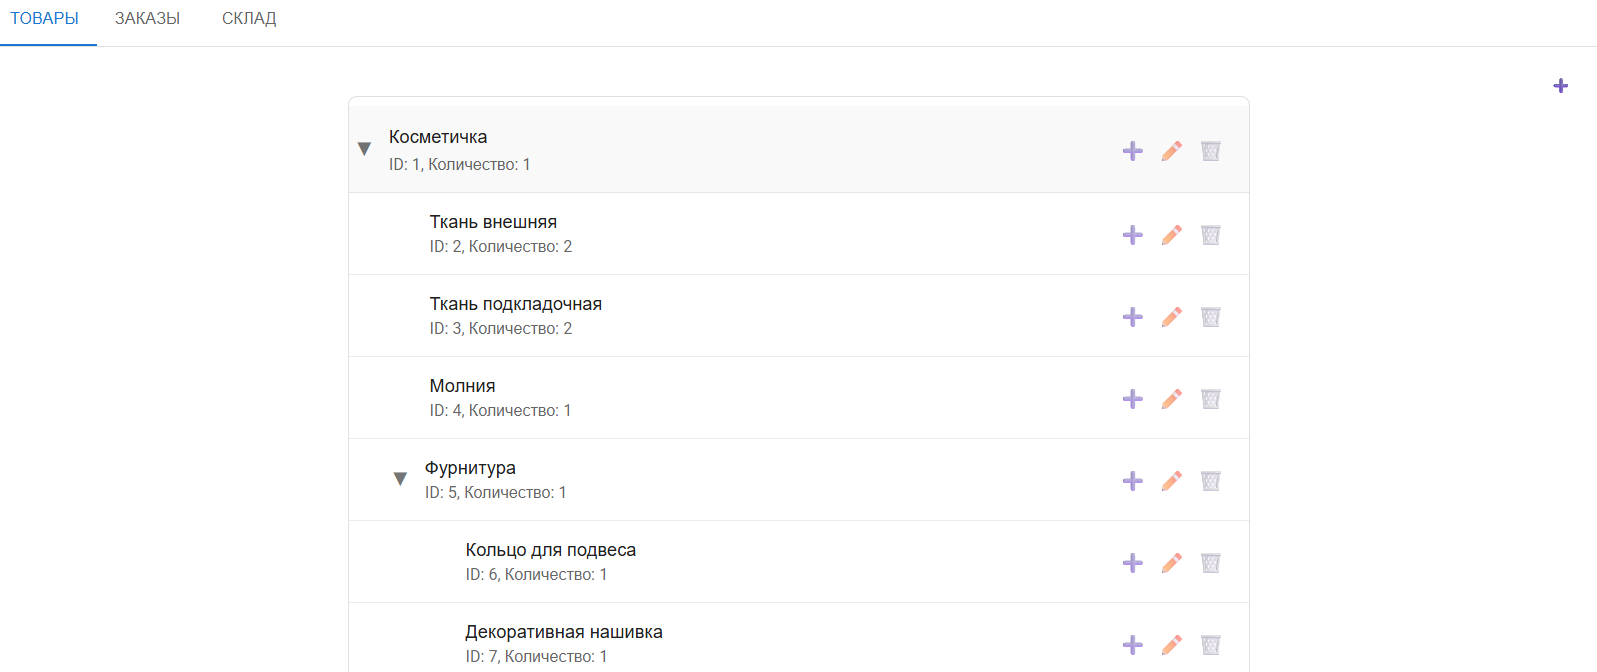 ТОВАРЫ ЗАКАЗЫ СКЛАД
Косметичка
ID: 1, Количество: 1
Ткань внешняя
ID: 2, Количество: 2
Ткань подкладочная
ID: 3, Количество: 2
Молния
ID: 4, Количество: 1
Фурнитура
ID: 5, Количество: 1
Кольцо для подвеса
ID: 6, Количество: 1
Декоративная нашивка
ID: 7, Количество: 1